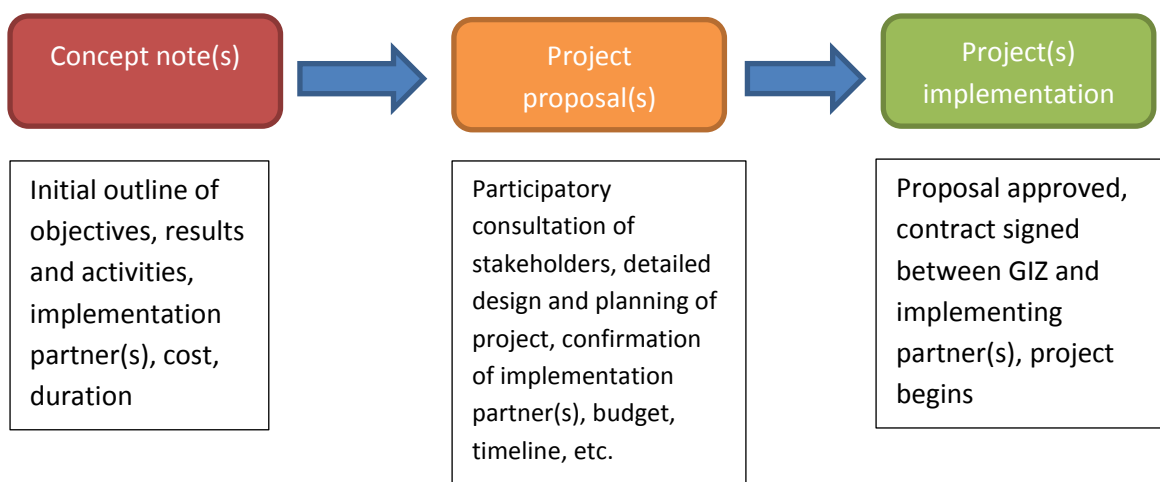 Concept note(s)
Project
proposal(s)
Project(s)
implementation
Initial outline of
objectives, results
and activities,
implementation
partner(s), cost,
duration
Participatory
consultation of
stakeholders, detailed
design and planning of
project, confirmation
of implementation
partner(s), budget,
timeline, etc.
Proposal approved,
contract signed
between GIZ and
implementing
partner(s), project
begins